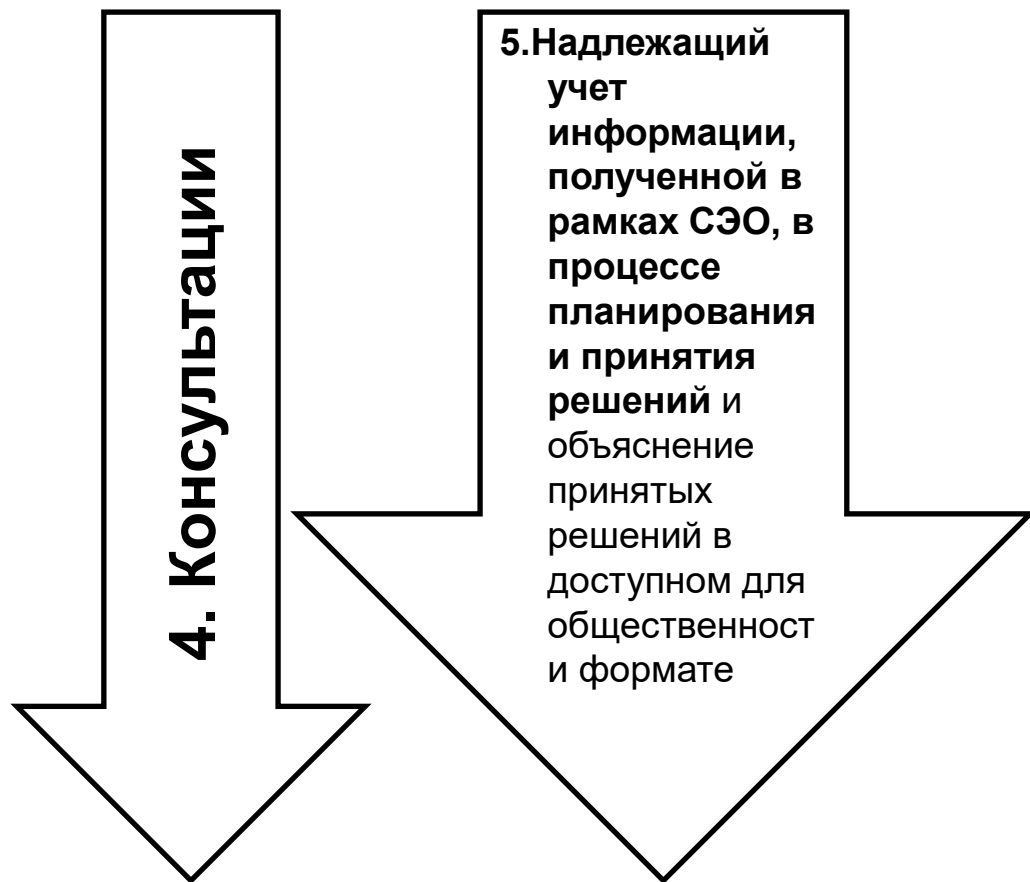 4. Консультации
5.Надлежащий
учет
информации,
полученной в
рамках СЭО, в
процессе
планирования
и принятия
решений и
объяснение
принятых
решений в
доступном для
общественност
и формате